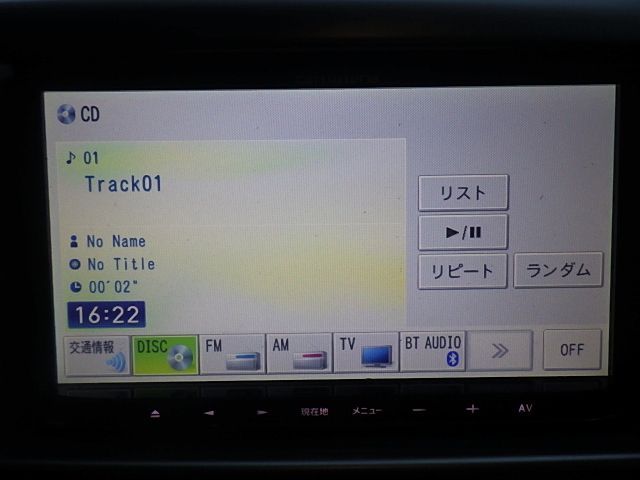 CD
01
Track01
No Name
No Title
00'02"
16:22
リスト
▶/⏸
リピート ランダム
交通情報 DISC FM AM TV BT AUDIO OFF
現在地 メニュー − + AV